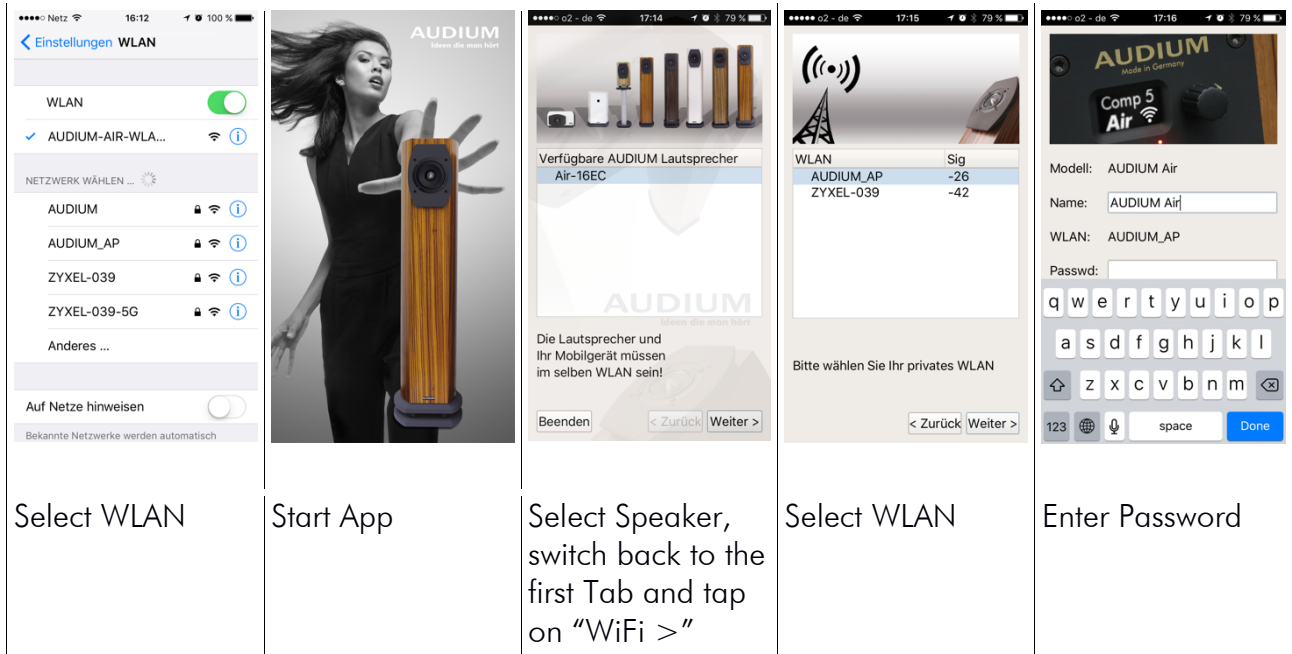 ●●●●○ Netz 16:12 100 %
Einstellungen WLAN
WLAN
AUDIUM-AIR-WLA...
NETZWERK WÄHLEN ...
AUDIUM
AUDIUM_AP
ZYXEL-039
ZYXEL-039-5G
Anderes ...
Auf Netze hinweisen
Bekannte Netzwerke werden automatisch
Select WLAN
AUDIUM
Ideen die man hört
Start App
●●●●○ o2 - de 17:14 79 %
Verfügbare AUDIUM Lautsprecher
Air-16EC
AUDIUM
Ideen die man hört
Die Lautsprecher und
Ihr Mobilgerät müssen
im selben WLAN sein!
Beenden < Zurück Weiter >
Select Speaker,
switch back to the
first Tab and tap
on “WiFi >”
●●●●● o2 - de 17:15 79 %
WLAN Sig
AUDIUM_AP -26
ZYXEL-039 -42
Bitte wählen Sie Ihr privates WLAN
< Zurück Weiter >
Select WLAN
●●●●○ o2 - de 17:16 79 %
AUDIUM
Made in Germany
Comp 5
Air
Modell: AUDIUM Air
Name: AUDIUM Air
WLAN: AUDIUM_AP
Passwd:
q w e r t y u i o p
a s d f g h j k l
z x c v b n m
123 space Done
Enter Password